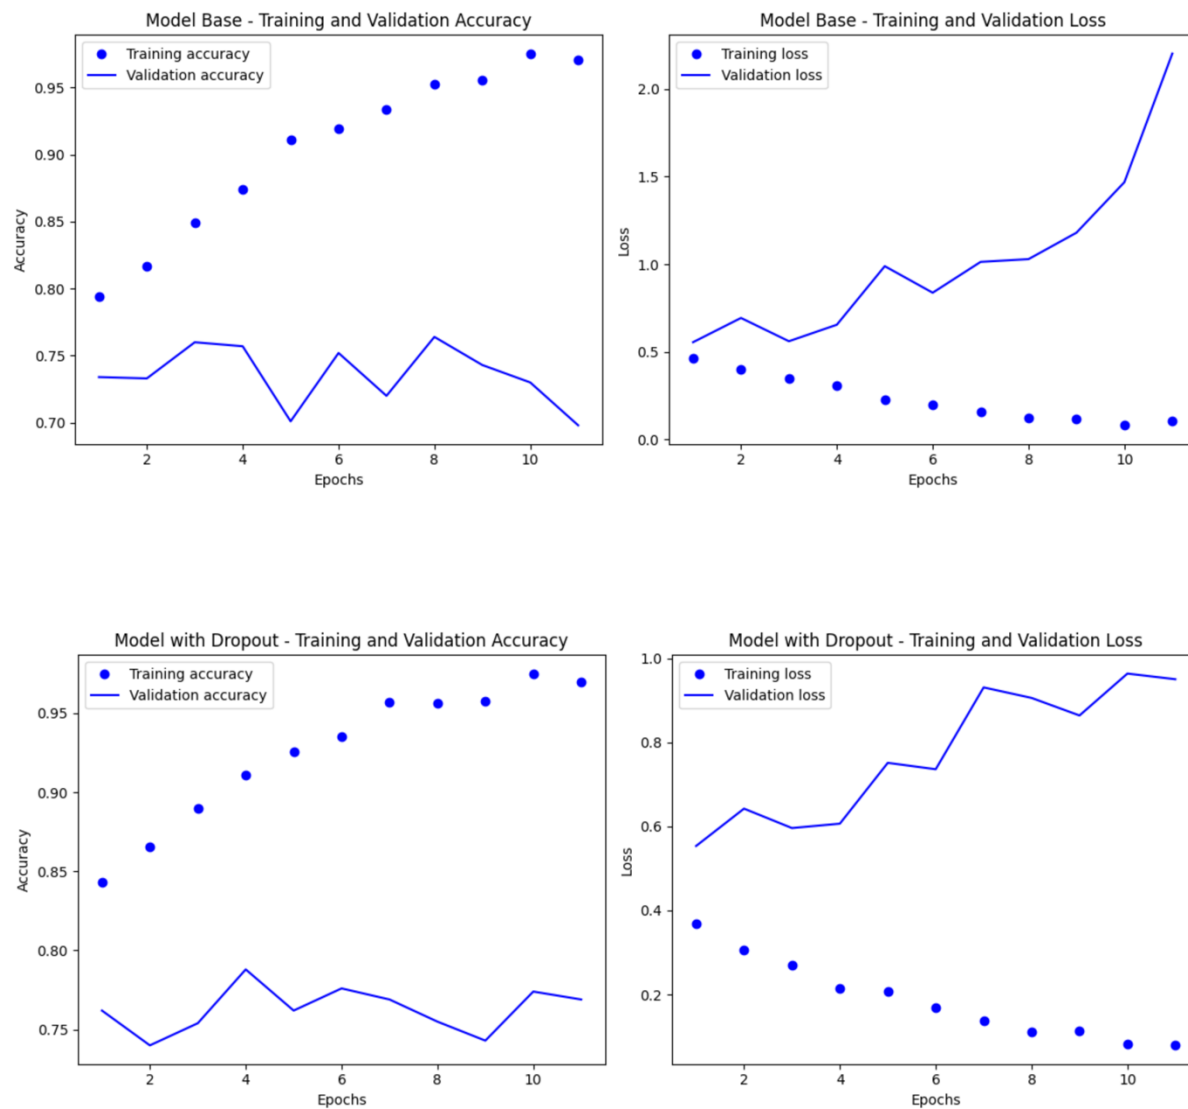 Model Base - Training and Validation Accuracy
Training accuracy
Validation accuracy
0.95
0.90
0.85
0.80
0.75
0.70
Accuracy
2 4 6 8 10
Epochs
Model Base - Training and Validation Loss
Training loss
Validation loss
2.0
1.5
1.0
0.5
0.0
Loss
2 4 6 8 10
Epochs
Model with Dropout - Training and Validation Accuracy
Training accuracy
Validation accuracy
0.95
0.90
0.85
0.80
0.75
Accuracy
2 4 6 8 10
Epochs
Model with Dropout - Training and Validation Loss
Training loss
Validation loss
1.0
0.8
0.6
0.4
0.2
Loss
2 4 6 8 10
Epochs